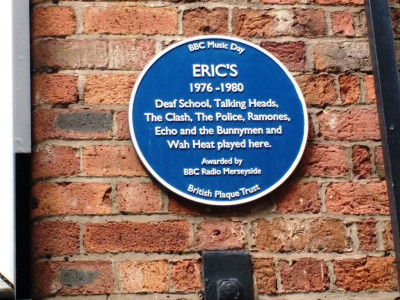 BBC Music Day
ERIC'S
1976 -1980
Deaf School, Talking Heads,
The Clash, The Police, Ramones,
Echo and the Bunnymen and
Wah Heat played here.
Awarded by
BBC Radio Merseyside
British Plaque Trust